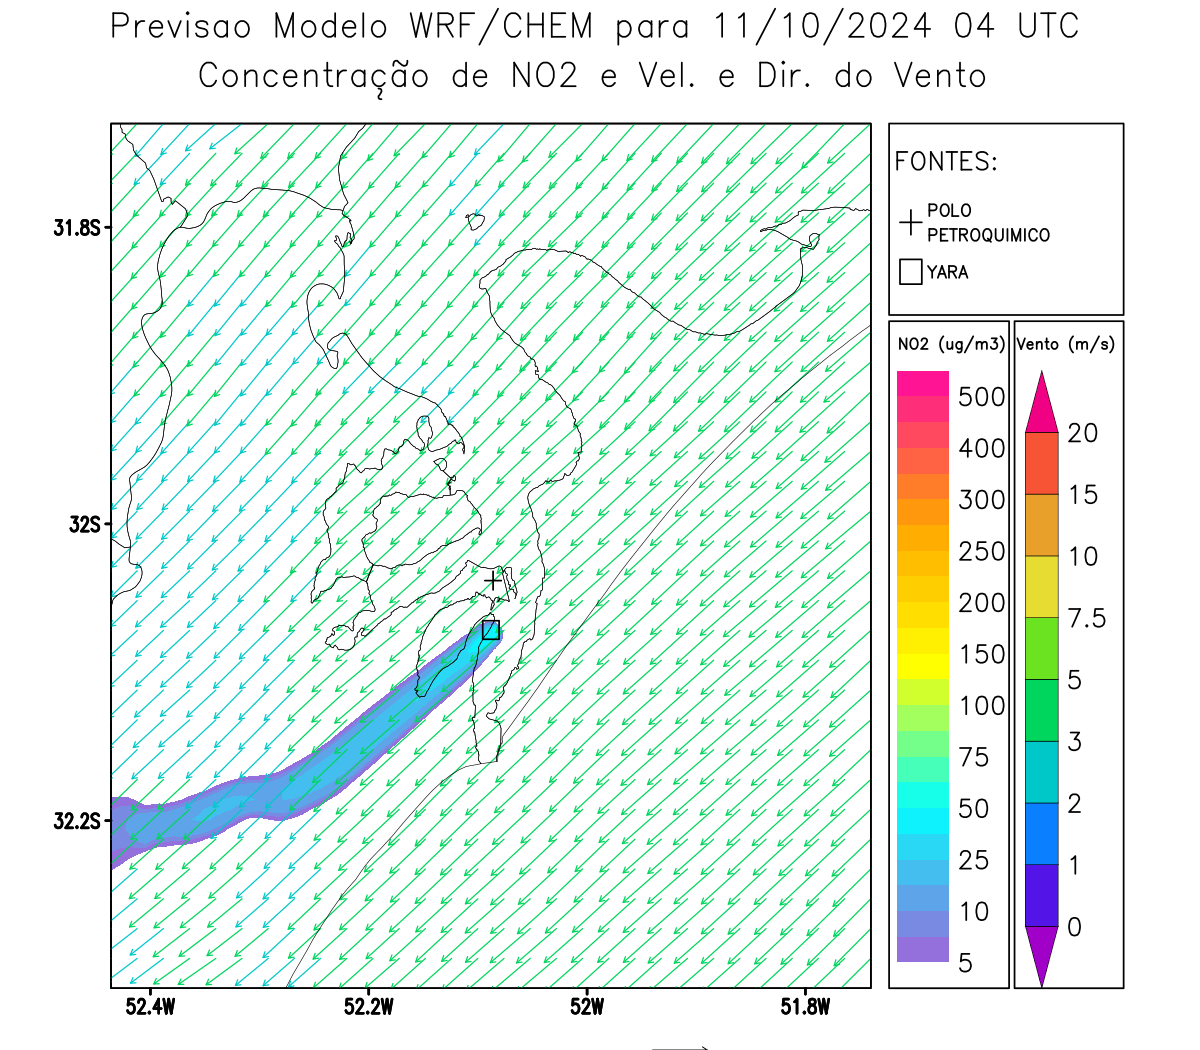 Previsao Modelo WRF/CHEM para 11/10/2024 04 UTC
Concentração de NO2 e Vel. e Dir. do Vento
FONTES:
POLO
PETROQUIMICO
YARA
NO2 (ug/m3)
500
400
300
250
200
150
100
75
50
25
10
5
Vento (m/s)
20
15
10
7.5
5
3
2
1
0
31.8S
32S
32.2S
52.4W
52.2W
52W
51.8W